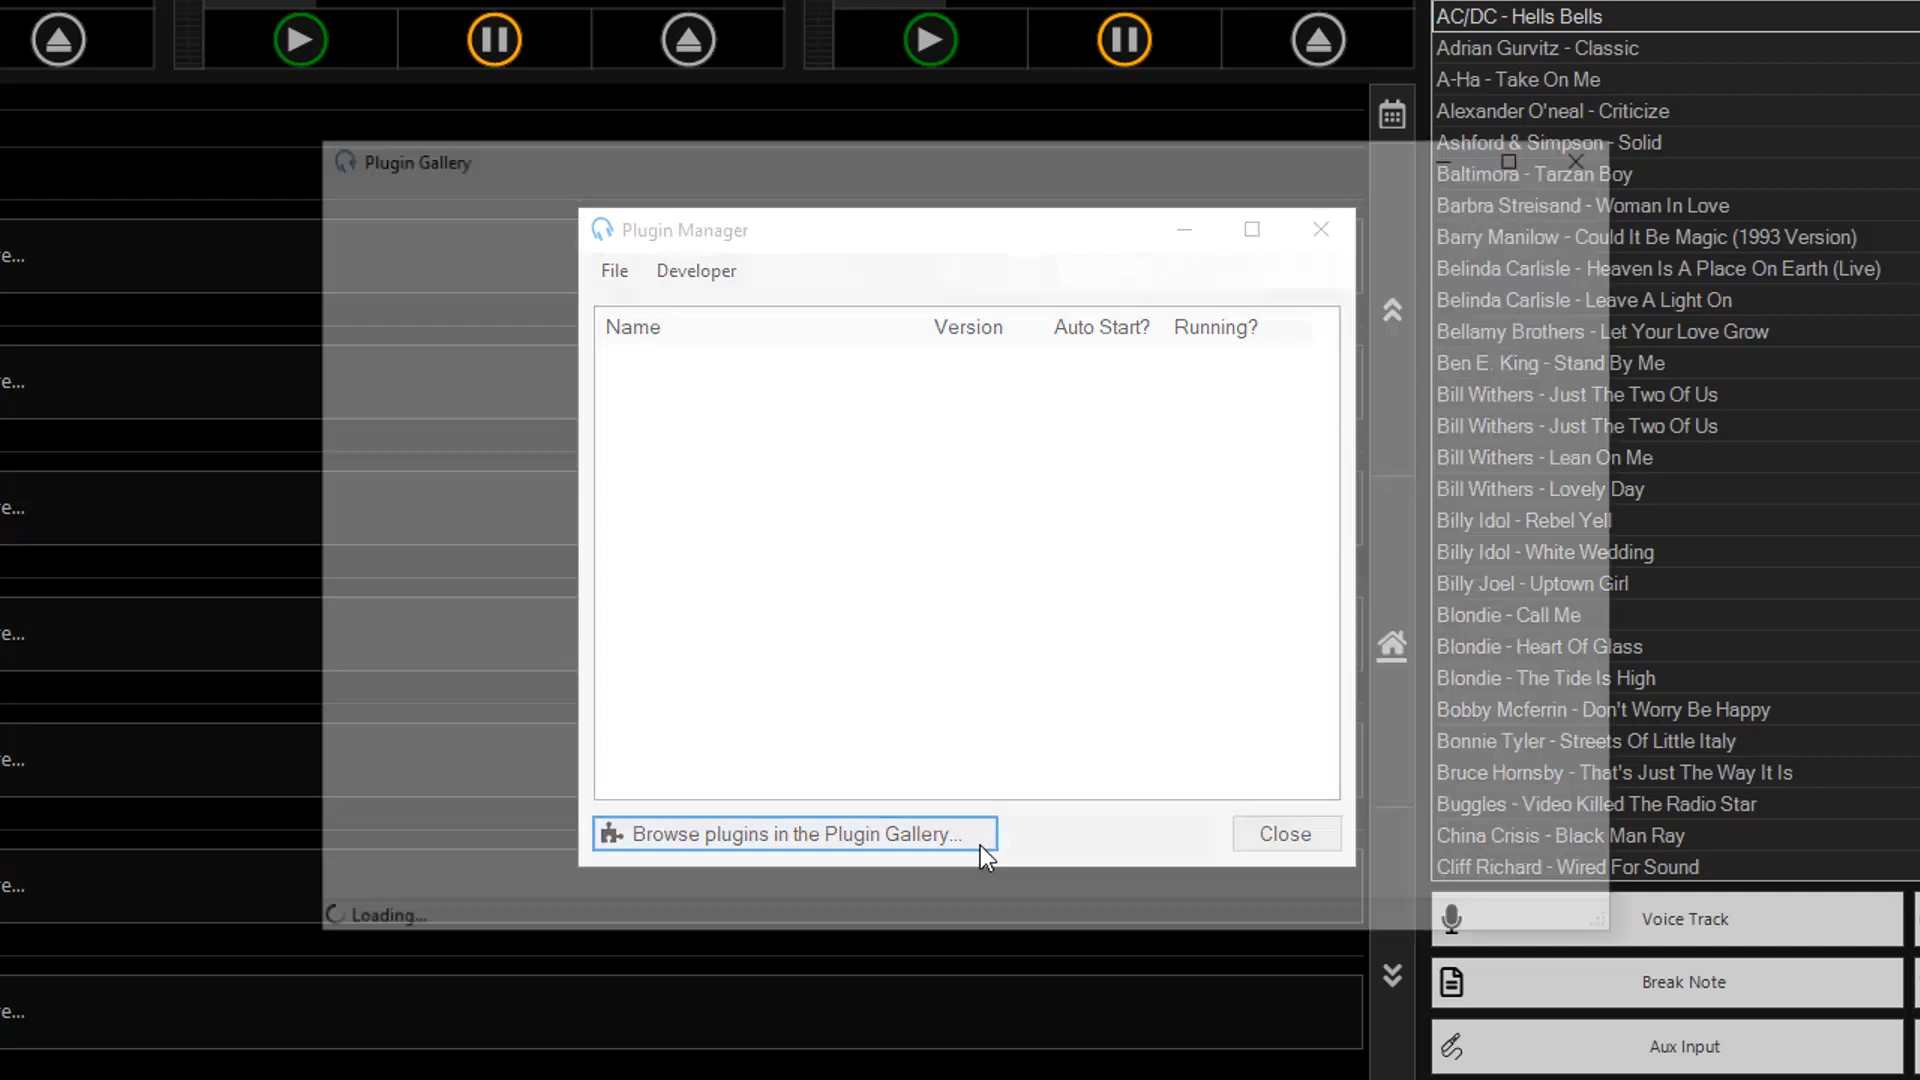 AC/DC - Hells Bells
Adrian Gurvitz - Classic
A-Ha - Take On Me
Alexander O'neal - Criticize
Ashford & Simpson - Solid
Baltimora - Tarzan Boy
Barbra Streisand - Woman In Love
Barry Manilow - Could It Be Magic (1993 Version)
Belinda Carlisle - Heaven Is A Place On Earth (Live)
Belinda Carlisle - Leave A Light On
Bellamy Brothers - Let Your Love Grow
Ben E. King - Stand By Me
Bill Withers - Just The Two Of Us
Bill Withers - Just The Two Of Us
Bill Withers - Lean On Me
Bill Withers - Lovely Day
Billy Idol - Rebel Yell
Billy Idol - White Wedding
Billy Joel - Uptown Girl
Blondie - Call Me
Blondie - Heart Of Glass
Blondie - The Tide Is High
Bobby Mcferrin - Don't Worry Be Happy
Bonnie Tyler - Streets Of Little Italy
Bruce Hornsby - That's Just The Way It Is
Buggles - Video Killed The Radio Star
China Crisis - Black Man Ray
Cliff Richard - Wired For Sound
Voice Track
Break Note
Aux Input
Plugin Gallery
Plugin Manager
File Developer
Name Version Auto Start? Running?
Browse plugins in the Plugin Gallery...
Close
Loading...
e...
e...
e...
e...
e...
e...
e...